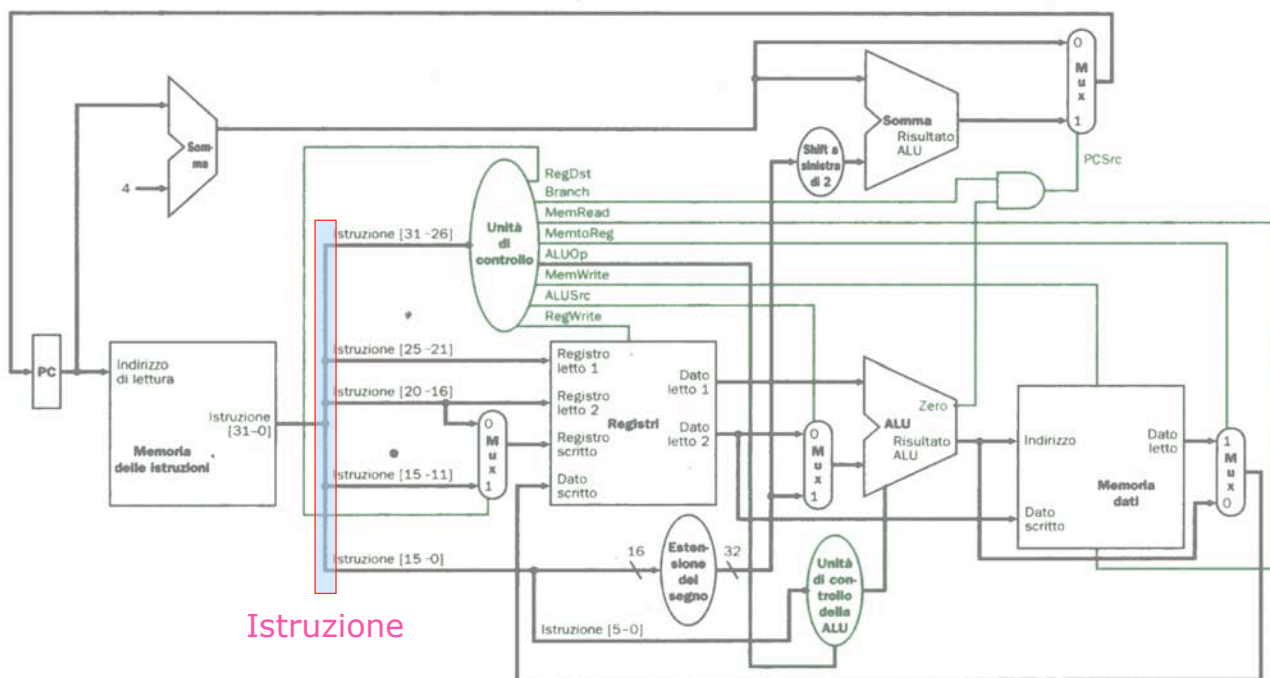 0
M
u
x
1
Som-
ma
4
Somma
Risultato
ALU
Shift a
sinistra
di 2
PCSrc
RegDst
Branch
MemRead
MemtoReg
ALUOp
MemWrite
ALUSrc
RegWrite
Unità
di
controllo
Istruzione [31-26]
Istruzione [25-21]
Istruzione [20-16]
Istruzione [15-11]
Istruzione [15-0]
Istruzione [5-0]
PC
Indirizzo
di lettura
Istruzione
[31-0]
Memoria
delle istruzioni
0
M
u
x
1
Registro
letto 1
Registro
letto 2
Registro
scritto
Dato
scritto
Registri
Dato
letto 1
Dato
letto 2
0
M
u
x
1
Zero
ALU
Risultato
ALU
Indirizzo
Dato
letto
Memoria
dati
Dato
scritto
1
M
u
x
0
16
Esten-
sione
del
segno
32
Unità
di con-
trollo
della
ALU
Istruzione